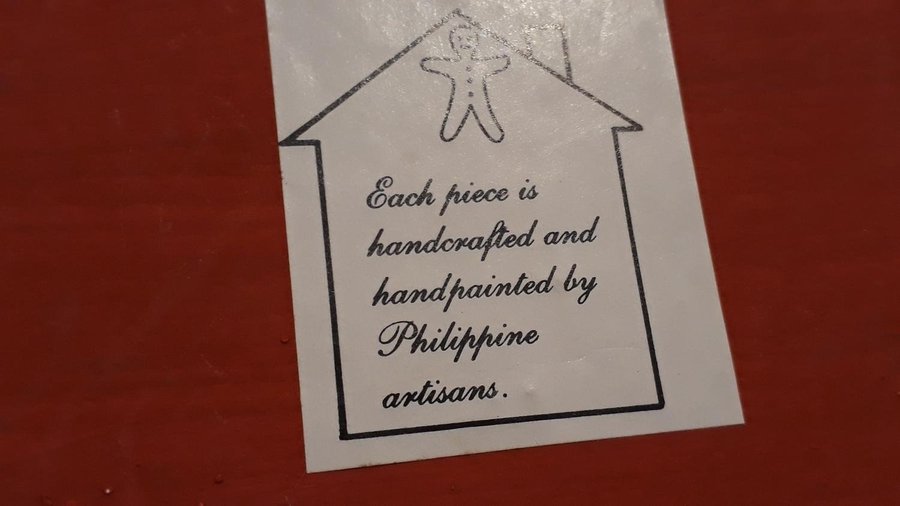 Each piece is
handcrafted and
handpainted by
Philippine
artisans.